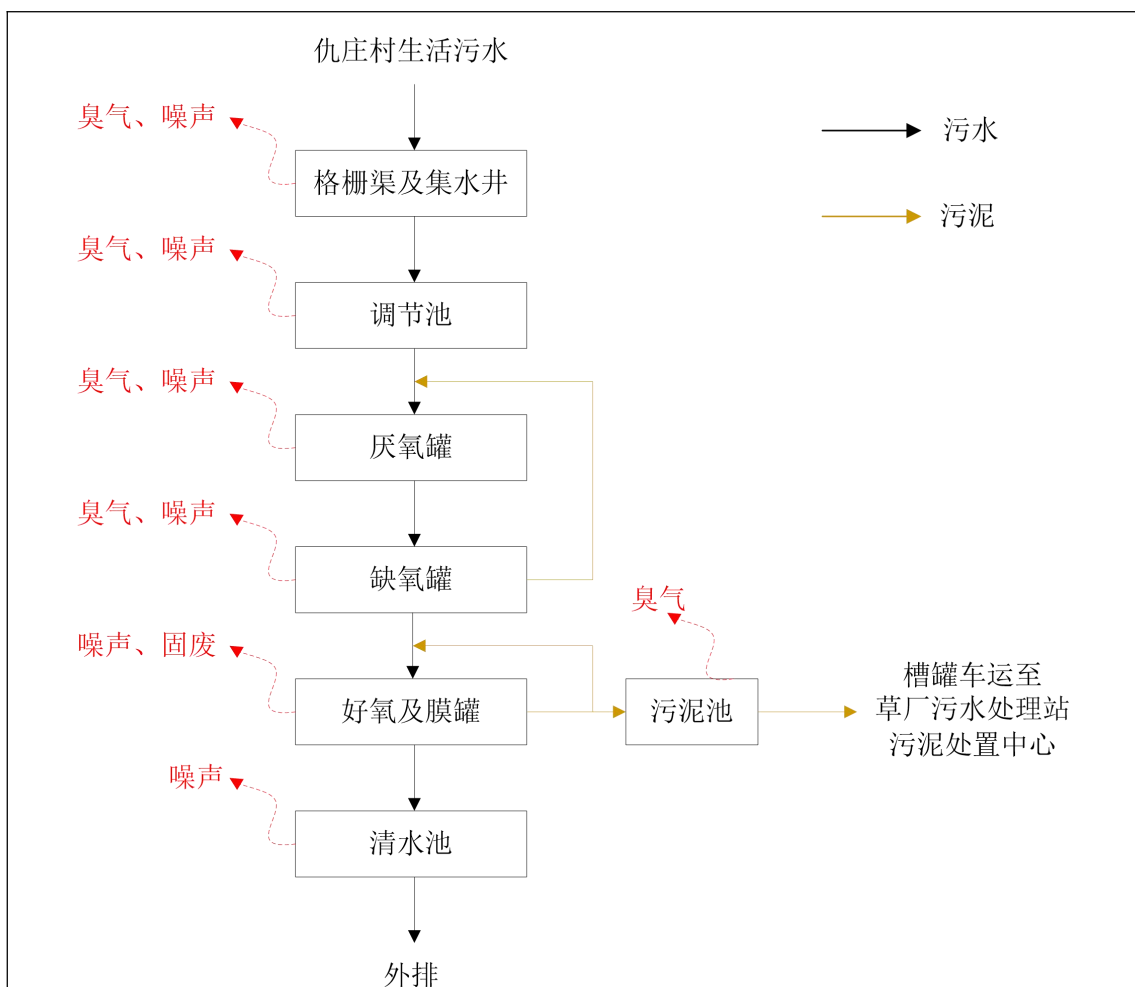 仇庄村生活污水
臭气、噪声
污水
格栅渠及集水井
污泥
臭气、噪声
调节池
臭气、噪声
厌氧罐
臭气、噪声
缺氧罐
臭气
噪声、固废
好氧及膜罐
污泥池
槽罐车运至
草厂污水处理站
污泥处置中心
噪声
清水池
外排